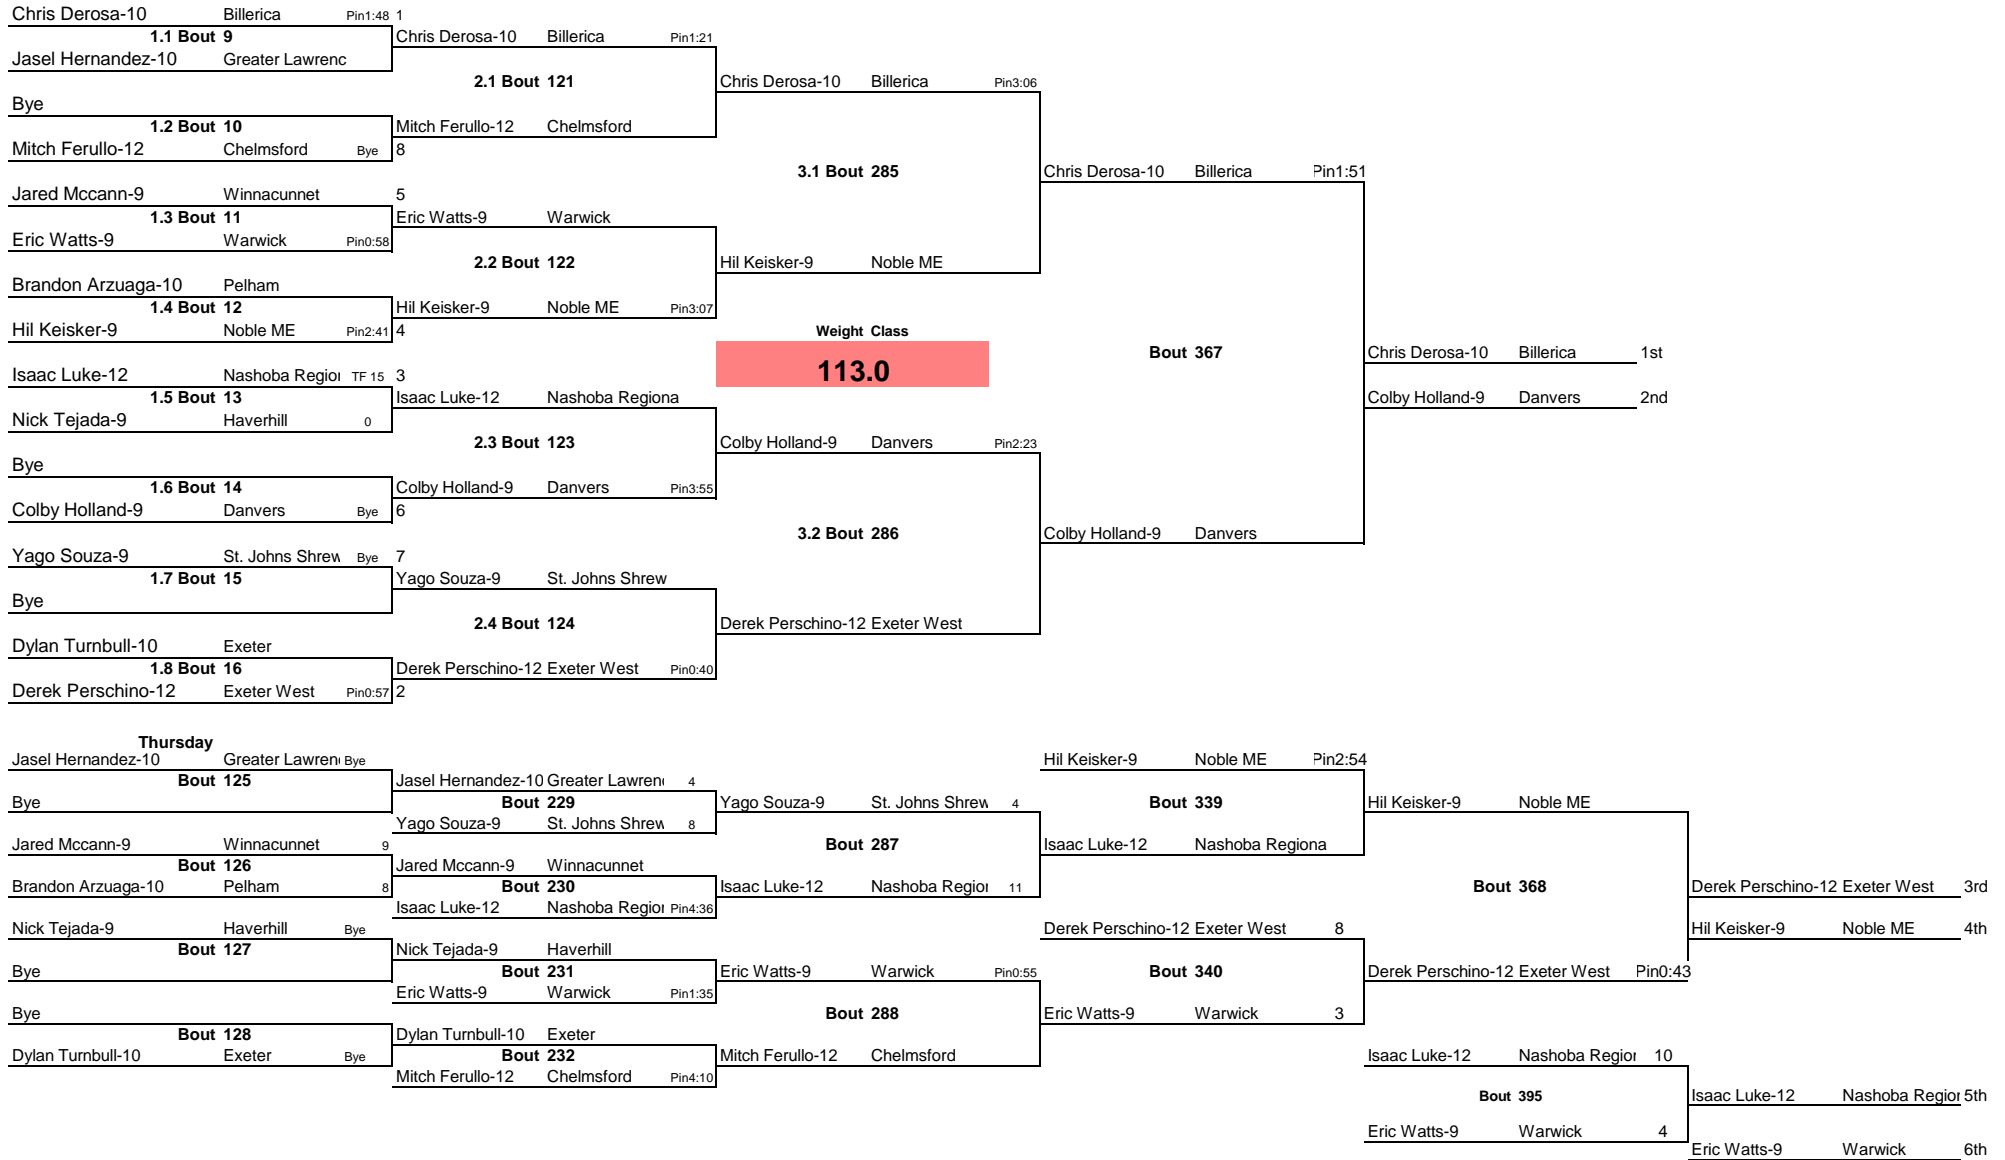 Chris Derosa-10 Billerica Pin1:48 1
1.1 Bout 9 Chris Derosa-10 Billerica Pin1:21
Jasel Hernandez-10 Greater Lawrenc
2.1 Bout 121 Chris Derosa-10 Billerica Pin3:06
Bye
1.2 Bout 10 Mitch Ferullo-12 Chelmsford
Mitch Ferullo-12 Chelmsford Bye 8
3.1 Bout 285 Chris Derosa-10 Billerica Pin1:51
Jared Mccann-9 Winnacunnet 5
1.3 Bout 11 Eric Watts-9 Warwick
Eric Watts-9 Warwick Pin0:58
2.2 Bout 122 Hil Keisker-9 Noble ME
Brandon Arzuaga-10 Pelham
1.4 Bout 12 Hil Keisker-9 Noble ME Pin3:07
Hil Keisker-9 Noble ME Pin2:41 4 Weight Class
Bout 367 Chris Derosa-10 Billerica 1st
Isaac Luke-12 Nashoba Region TF 15 3 113.0
1.5 Bout 13 Isaac Luke-12 Nashoba Regiona Colby Holland-9 Danvers 2nd
Nick Tejada-9 Haverhill 0
2.3 Bout 123 Colby Holland-9 Danvers Pin2:23
Bye
1.6 Bout 14 Colby Holland-9 Danvers Pin3:55
Colby Holland-9 Danvers Bye 6
3.2 Bout 286 Colby Holland-9 Danvers
Yago Souza-9 St. Johns Shrew Bye 7
1.7 Bout 15 Yago Souza-9 St. Johns Shrew
Bye
2.4 Bout 124 Derek Perschino-12 Exeter West
Dylan Turnbull-10 Exeter
1.8 Bout 16 Derek Perschino-12 Exeter West Pin0:40
Derek Perschino-12 Exeter West Pin0:57 2
Thursday
Jasel Hernandez-10 Greater Lawrenc Bye Hil Keisker-9 Noble ME Pin2:54
Bout 125 Jasel Hernandez-10 Greater Lawrenc 4
Bye Bout 229 Yago Souza-9 St. Johns Shrew 4 Bout 339 Hil Keisker-9 Noble ME
Yago Souza-9 St. Johns Shrew 8
Jared Mccann-9 Winnacunnet 9 Bout 287 Isaac Luke-12 Nashoba Regiona
Bout 126 Jared Mccann-9 Winnacunnet
Brandon Arzuaga-10 Pelham 8 Bout 230 Isaac Luke-12 Nashoba Region 11 Bout 368 Derek Perschino-12 Exeter West 3rd
Isaac Luke-12 Nashoba Region Pin4:36
Nick Tejada-9 Haverhill Bye Derek Perschino-12 Exeter West 8 Hil Keisker-9 Noble ME 4th
Bout 127 Nick Tejada-9 Haverhill
Bye Bout 231 Eric Watts-9 Warwick Pin0:55 Bout 340 Derek Perschino-12 Exeter West Pin0:43
Eric Watts-9 Warwick Pin1:35
Bye Bout 288 Eric Watts-9 Warwick 3
Bout 128 Dylan Turnbull-10 Exeter
Dylan Turnbull-10 Exeter Bye Bout 232 Mitch Ferullo-12 Chelmsford Isaac Luke-12 Nashoba Region 10
Mitch Ferullo-12 Chelmsford Pin4:10
Bout 395 Isaac Luke-12 Nashoba Region 5th
Eric Watts-9 Warwick 4
Eric Watts-9 Warwick 6th